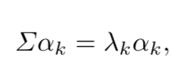 Σα_k = λ_kα_k,